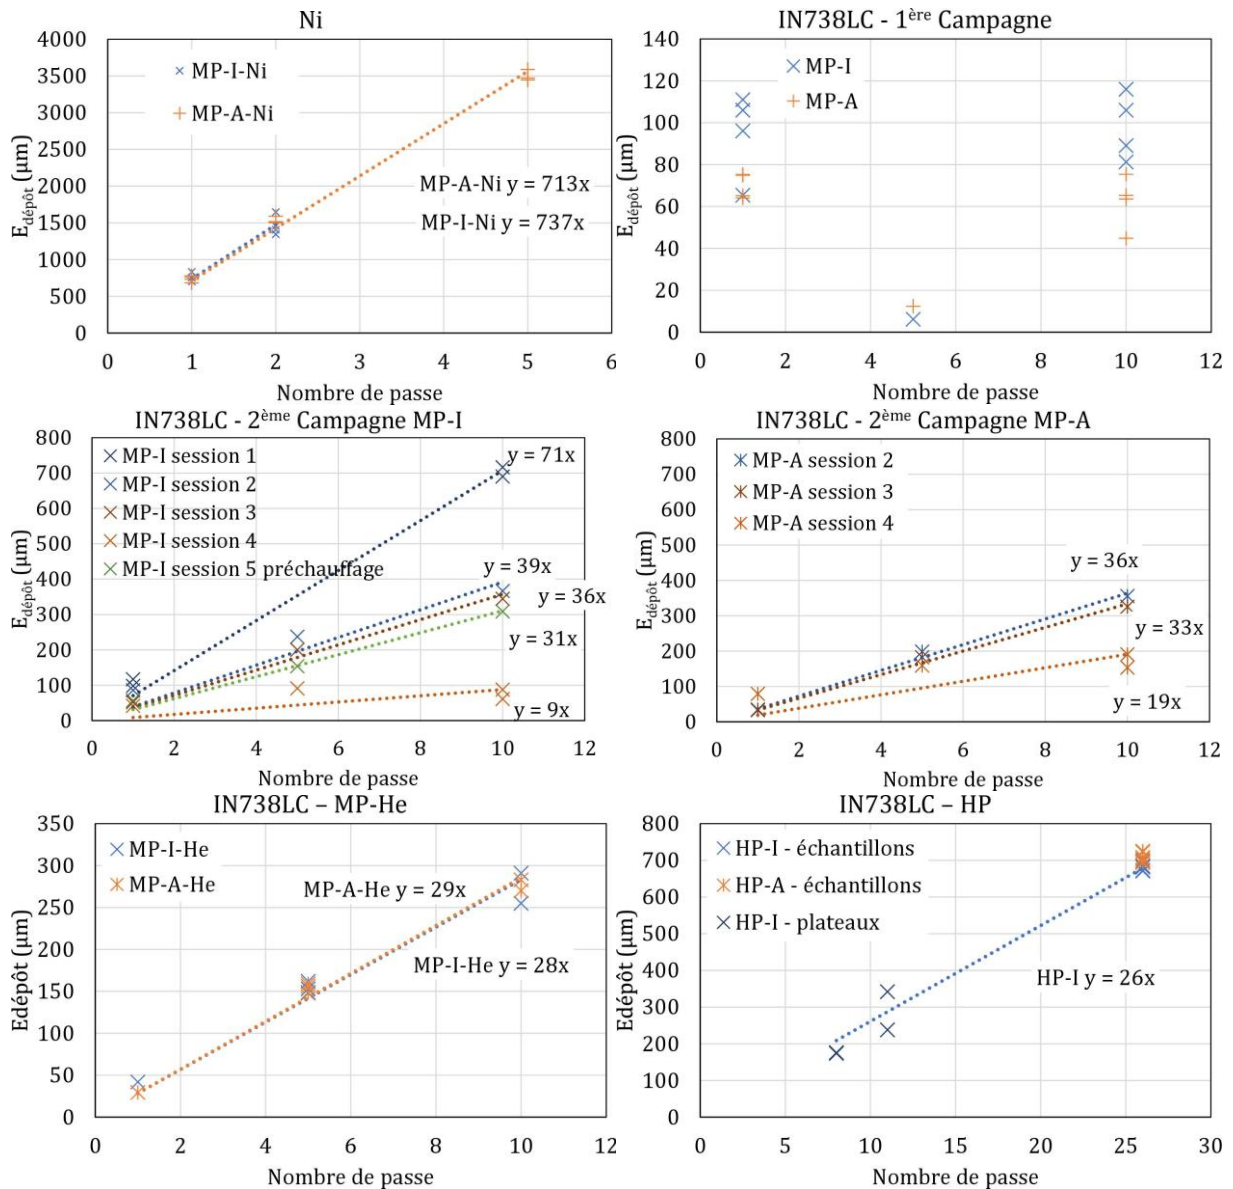 Ni
4000
3500
3000
2500
2000
1500
1000
500
0
E_dépôt (µm)
MP-I-Ni
MP-A-Ni
MP-A-Ni y = 713x
MP-I-Ni y = 737x
0 1 2 3 4 5 6
Nombre de passe
IN738LC - 1ère Campagne
140
120
100
80
60
40
20
0
E_dépôt (µm)
MP-I
MP-A
0 2 4 6 8 10 12
Nombre de passe
IN738LC - 2ème Campagne MP-I
800
700
600
500
400
300
200
100
0
E_dépôt (µm)
MP-I session 1
MP-I session 2
MP-I session 3
MP-I session 4
MP-I session 5 préchauffage
y = 71x
y = 39x
y = 36x
y = 31x
y = 9x
0 2 4 6 8 10 12
Nombre de passe
IN738LC - 2ème Campagne MP-A
800
700
600
500
400
300
200
100
0
E_dépôt (µm)
MP-A session 2
MP-A session 3
MP-A session 4
y = 36x
y = 33x
y = 19x
0 2 4 6 8 10 12
Nombre de passe
IN738LC – MP-He
350
300
250
200
150
100
50
0
Edépôt (µm)
MP-I-He
MP-A-He
MP-A-He y = 29x
MP-I-He y = 28x
0 2 4 6 8 10 12
Nombre de passe
IN738LC – HP
800
700
600
500
400
300
200
100
0
Edépôt (µm)
HP-I - échantillons
HP-A - échantillons
HP-I - plateaux
HP-I y = 26x
0 5 10 15 20 25 30
Nombre de passe